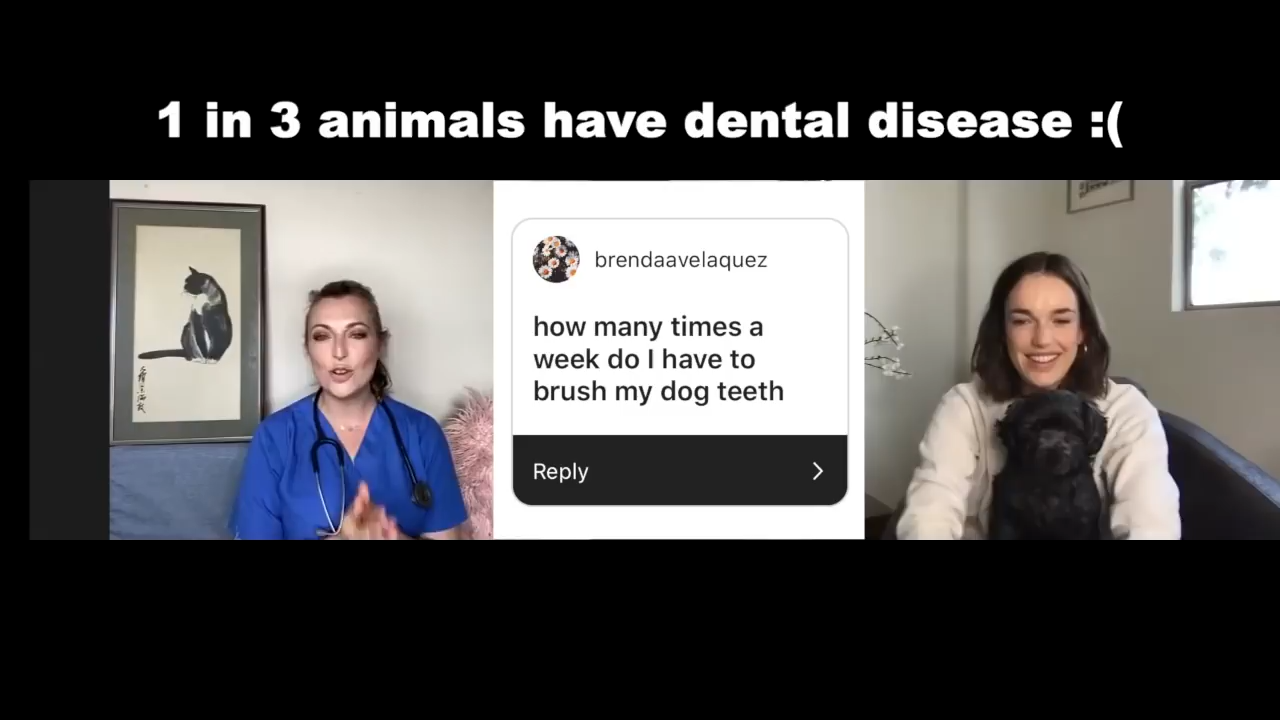 1 in 3 animals have dental disease :(
brendaavelaquez
how many times a
week do I have to
brush my dog teeth
Reply